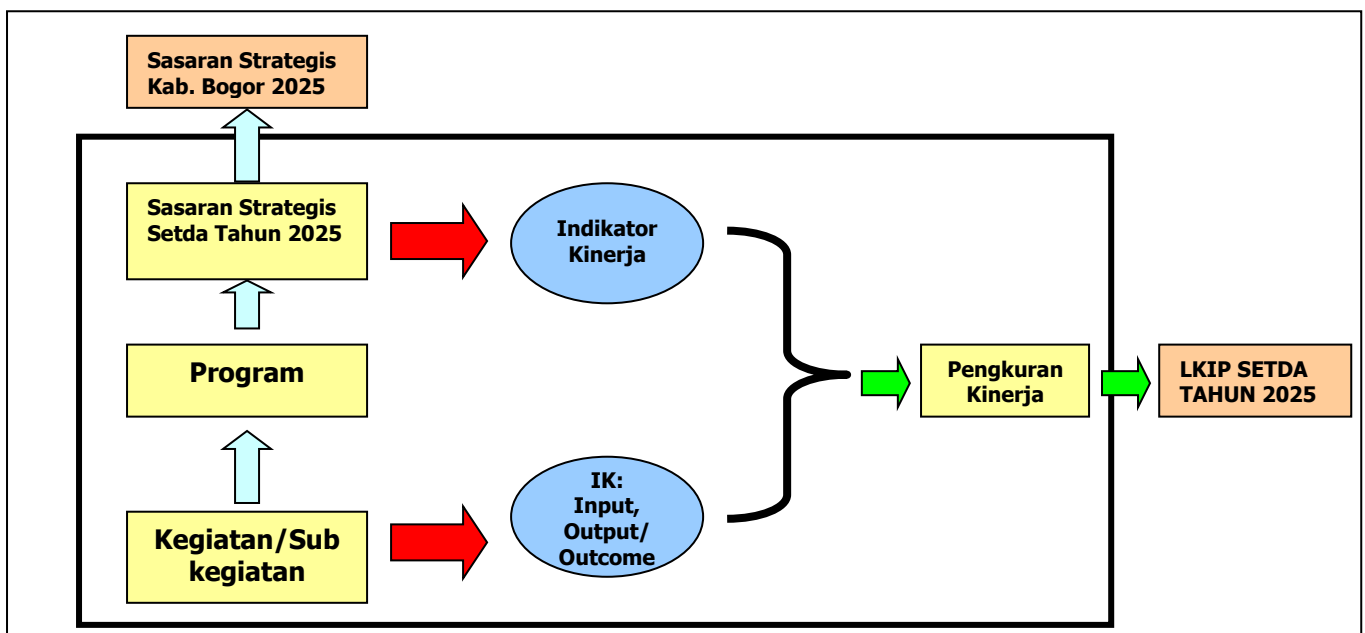 Sasaran Strategis
Kab. Bogor 2025
Sasaran Strategis
Setda Tahun 2025
Indikator
Kinerja
Program
Pengkuran
Kinerja
LKIP SETDA
TAHUN 2025
Kegiatan/Sub
kegiatan
IK:
Input,
Output/
Outcome